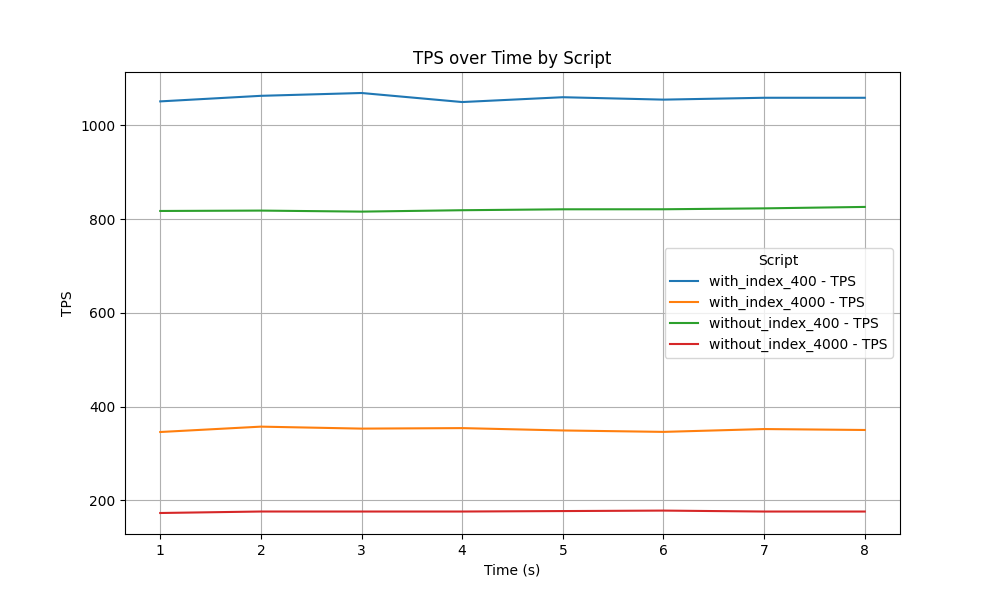 TPS over Time by Script
TPS
1000
800
600
400
200
Script
with_index_400 - TPS
with_index_4000 - TPS
without_index_400 - TPS
without_index_4000 - TPS
1 2 3 4 5 6 7 8
Time (s)